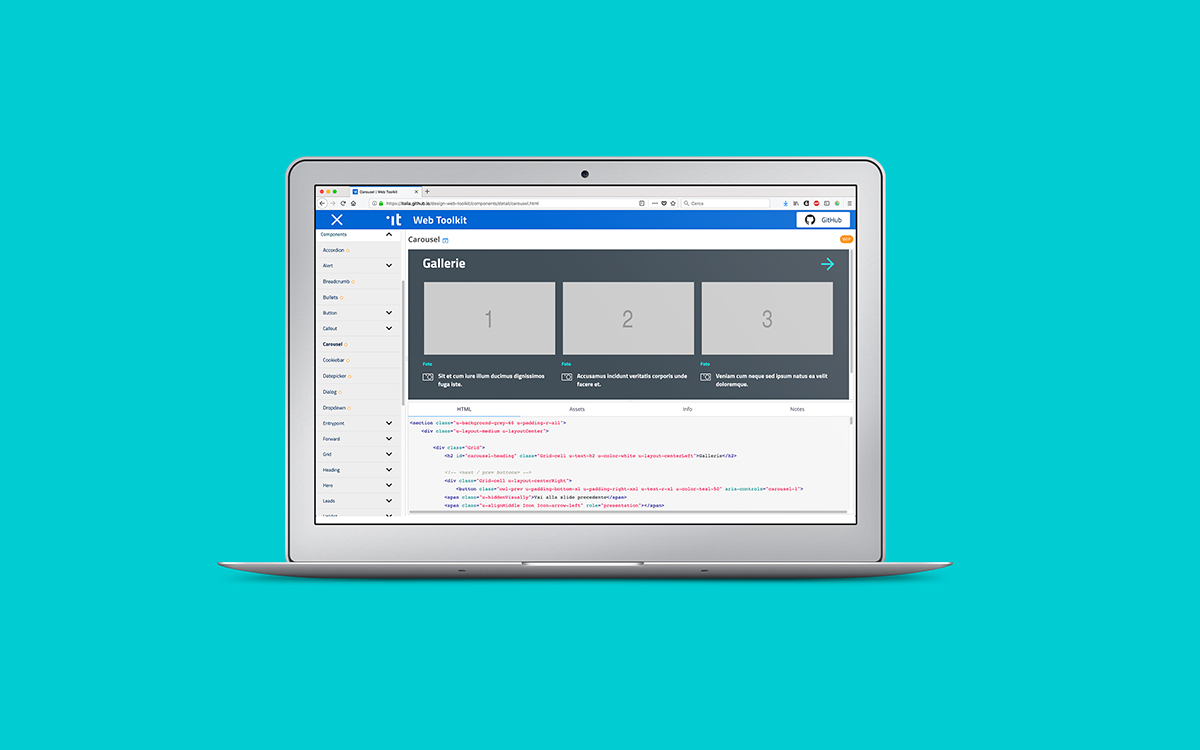 Carousel | Web Toolkit
https://italia.github.io/design-web-toolkit/components/detail/carousel.html
Cerca
.it Web Toolkit
GitHub
Components
Accordion
Alert
Breadcrumb
Bullets
Button
Callout
Carousel
Cookiebar
Datepicker
Dialog
Dropdown
Entrypoint
Forward
Grid
Heading
Hero
Leads
Carousel
WIP
Gallerie
1
2
3
Foto
Sit et cum iure illum ducimus dignissimos
fuga iste.
Foto
Accusamus incidunt veritatis corporis unde
facere et.
Foto
Veniam cum neque sed ipsum natus ea velit
doloremque.
HTML Assets Info Notes
<section class="u-background-grey-60 u-padding-r-all">
<div class="u-layout-medium u-layoutCenter">
<div class="Grid">
<h2 id="carousel-heading" class="Grid-cell u-text-h2 u-color-white u-layout-centerLeft">Gallerie</h2>
<!-- <next / prev buttons> -->
<div class="Grid-cell u-layout-centerRight">
<button class="owl-prev u-padding-bottom-xl u-padding-right-xxl u-text-r-xl u-color-teal-50" aria-controls="carousel-1">
<span class="u-hiddenVisually">Vai alla slide precedente</span>
<span class="u-alignMiddle Icon Icon-arrow-left" role="presentation"></span>